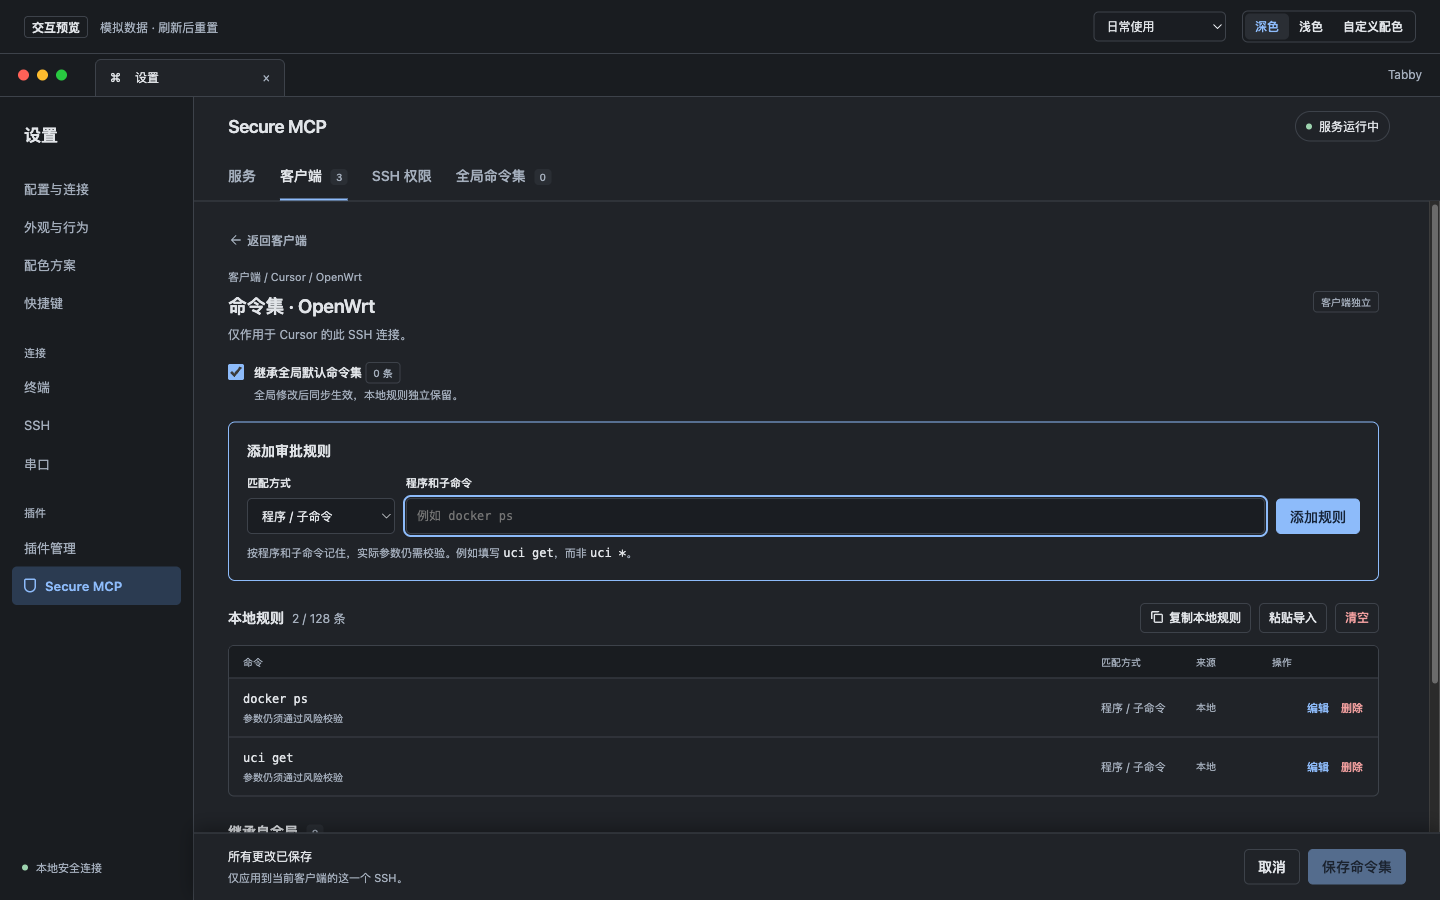 交互预览 模拟数据 · 刷新后重置 日常使用 深色 浅色 自定义配色
⌘ 设置 × Tabby
设置
配置与连接
外观与行为
配色方案
快捷键
连接
终端
SSH
串口
插件
插件管理
Secure MCP
本地安全连接
Secure MCP 服务运行中
服务 客户端 3 SSH 权限 全局命令集 0
← 返回客户端
客户端 / Cursor / OpenWrt
命令集 · OpenWrt 客户端独立
仅作用于 Cursor 的此 SSH 连接。
继承全局默认命令集 0 条
全局修改后同步生效，本地规则独立保留。
添加审批规则
匹配方式 程序和子命令
程序 / 子命令 例如 docker ps 添加规则
按程序和子命令记住，实际参数仍需校验。例如填写 uci get，而非 uci *。
本地规则 2 / 128 条 复制本地规则 粘贴导入 清空
命令 匹配方式 来源 操作
docker ps
参数仍须通过风险校验 程序 / 子命令 本地 编辑 删除
uci get
参数仍须通过风险校验 程序 / 子命令 本地 编辑 删除
继承自全局 0
所有更改已保存
仅应用到当前客户端的这一个 SSH。 取消 保存命令集